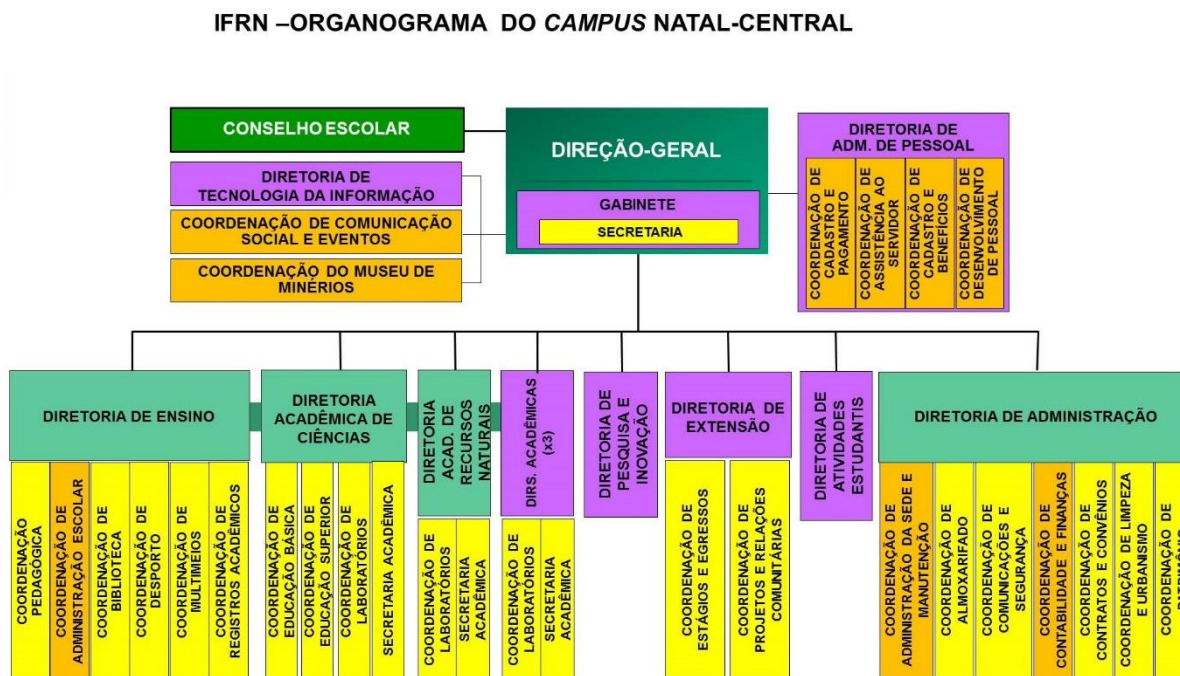 IFRN –ORGANOGRAMA DO CAMPUS NATAL-CENTRAL
CONSELHO ESCOLAR
DIRETORIA DE
TECNOLOGIA DA INFORMAÇÃO
COORDENAÇÃO DE COMUNICAÇÃO
SOCIAL E EVENTOS
COORDENAÇÃO DO MUSEU DE
MINÉRIOS
DIREÇÃO-GERAL
GABINETE
SECRETARIA
DIRETORIA DE
ADM. DE PESSOAL
COORDENAÇÃO DE
CADASTRO E
PAGAMENTO
COORDENAÇÃO DE
ASSISTÊNCIA AO
SERVIDOR
COORDENAÇÃO DE
CADASTRO E
BENEFÍCIOS
COORDENAÇÃO DE
DESENVOLVIMENTO
DE PESSOAL
DIRETORIA DE ENSINO
COORDENAÇÃO
PEDAGÓGICA
COORDENAÇÃO DE
ADMINISTRAÇÃO ESCOLAR
COORDENAÇÃO DE
BIBLIOTECA
COORDENAÇÃO DE
DESPORTO
COORDENAÇÃO DE
MULTIMEIOS
COORDENAÇÃO DE
REGISTROS ACADÊMICOS
DIRETORIA
ACADÊMICA DE
CIÊNCIAS
COORDENAÇÃO DE
EDUCAÇÃO BÁSICA
COORDENAÇÃO DE
EDUCAÇÃO SUPERIOR
COORDENAÇÃO DE
LABORATÓRIOS
SECRETARIA ACADÊMICA
DIRETORIA
ACAD. DE
RECURSOS
NATURAIS
COORDENAÇÃO DE
LABORATÓRIOS
SECRETARIA
ACADÊMICA
DIRS. ACADÊMICAS
(x3)
COORDENAÇÃO DE
LABORATÓRIOS
SECRETARIA
ACADÊMICA
DIRETORIA DE
PESQUISA E
INOVAÇÃO
DIRETORIA DE
EXTENSÃO
COORDENAÇÃO DE
ESTÁGIOS E EGRESSOS
COORDENAÇÃO DE
PROJETOS E RELAÇÕES
COMUNITÁRIAS
DIRETORIA DE
ATIVIDADES
ESTUDANTIS
DIRETORIA DE ADMINISTRAÇÃO
COORDENAÇÃO DE
ADMINISTRAÇÃO DA SEDE E
MANUTENÇÃO
COORDENAÇÃO DE
ALMOXARIFADO
COORDENAÇÃO DE
COMUNICAÇÕES E
SEGURANÇA
COORDENAÇÃO DE
CONTABILIDADE E FINANÇAS
COORDENAÇÃO DE
CONTRATOS E CONVÊNIOS
COORDENAÇÃO DE LIMPEZA
E URBANISMO
COORDENAÇÃO DE